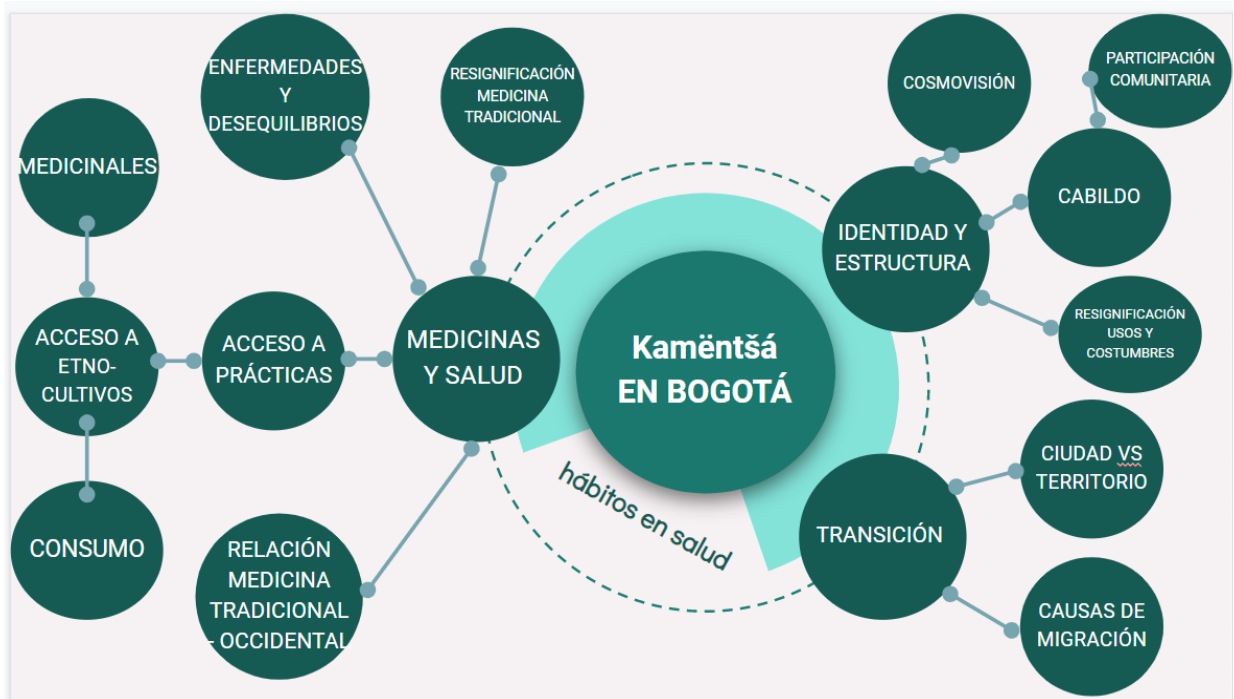 ENFERMEDADES
Y
DESEQUILIBRIOS
RESIGNIFICACIÓN
MEDICINA
TRADICIONAL
MEDICINALES
ACCESO A
ETNO-
CULTIVOS
ACCESO A
PRÁCTICAS
MEDICINAS
Y SALUD
CONSUMO
RELACIÓN
MEDICINA
TRADICIONAL
- OCCIDENTAL
Kamëntšá
EN BOGOTÁ
hábitos en salud
COSMOVISIÓN
PARTICIPACIÓN
COMUNITARIA
CABILDO
IDENTIDAD Y
ESTRUCTURA
RESIGNIFICACIÓN
USOS Y
COSTUMBRES
CIUDAD VS
TERRITORIO
TRANSICIÓN
CAUSAS DE
MIGRACIÓN